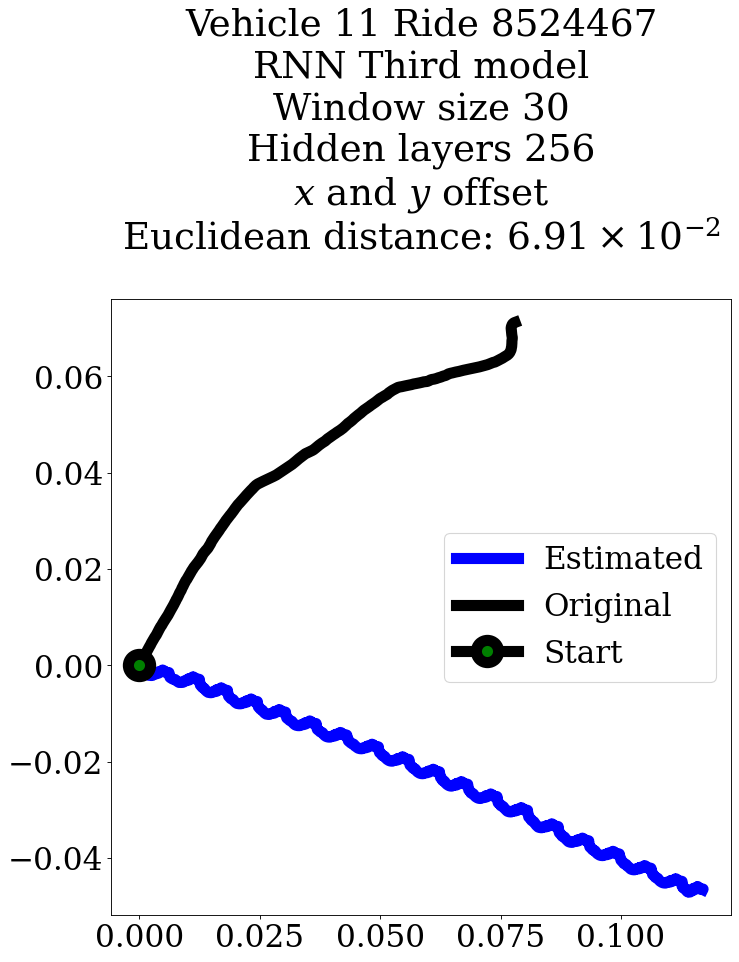 Vehicle 11 Ride 8524467
RNN Third model
Window size 30
Hidden layers 256
x and y offset
Euclidean distance: 6.91 × 10⁻²
0.06
0.04
0.02
0.00
−0.02
−0.04
Estimated
Original
Start
0.000 0.025 0.050 0.075 0.100